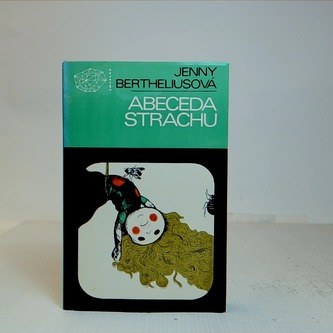 JENNY
BERTHELIUSOVÁ
ABECEDA
STRACHU